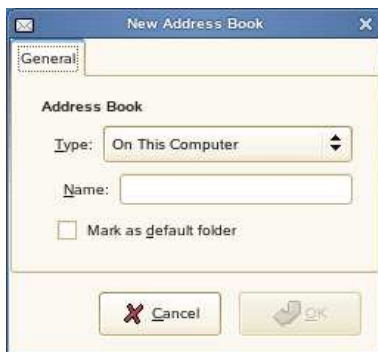 New Address Book
General
Address Book
Type: On This Computer
Name:
Mark as default folder
Cancel OK